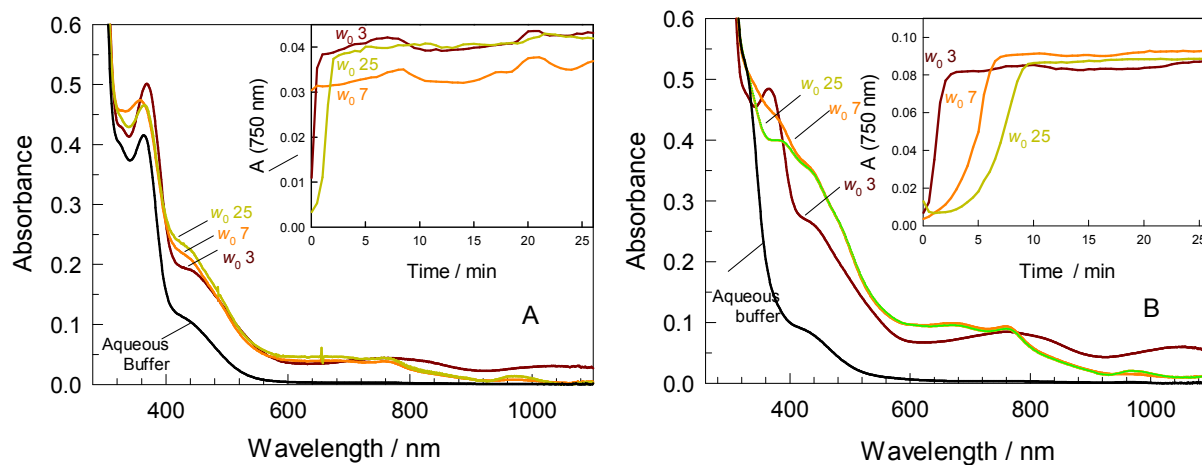 0.6
0.5
0.4
0.3
0.2
0.1
0.0
Absorbance
400
600
800
1000
Wavelength / nm
w0 25
w0 7
w0 3
Aqueous
Buffer
A
0.04
0.03
0.02
0.01
0.00
A (750 nm)
0
5
10
15
20
25
Time / min
w0 3
w0 25
w0 7
0.6
0.5
0.4
0.3
0.2
0.1
0.0
Absorbance
400
600
800
1000
Wavelength / nm
w0 25
w0 7
w0 3
Aqueous
buffer
B
0.10
0.08
0.06
0.04
0.02
0.00
A (750 nm)
0
5
10
15
20
25
Time / min
w0 3
w0 7
w0 25